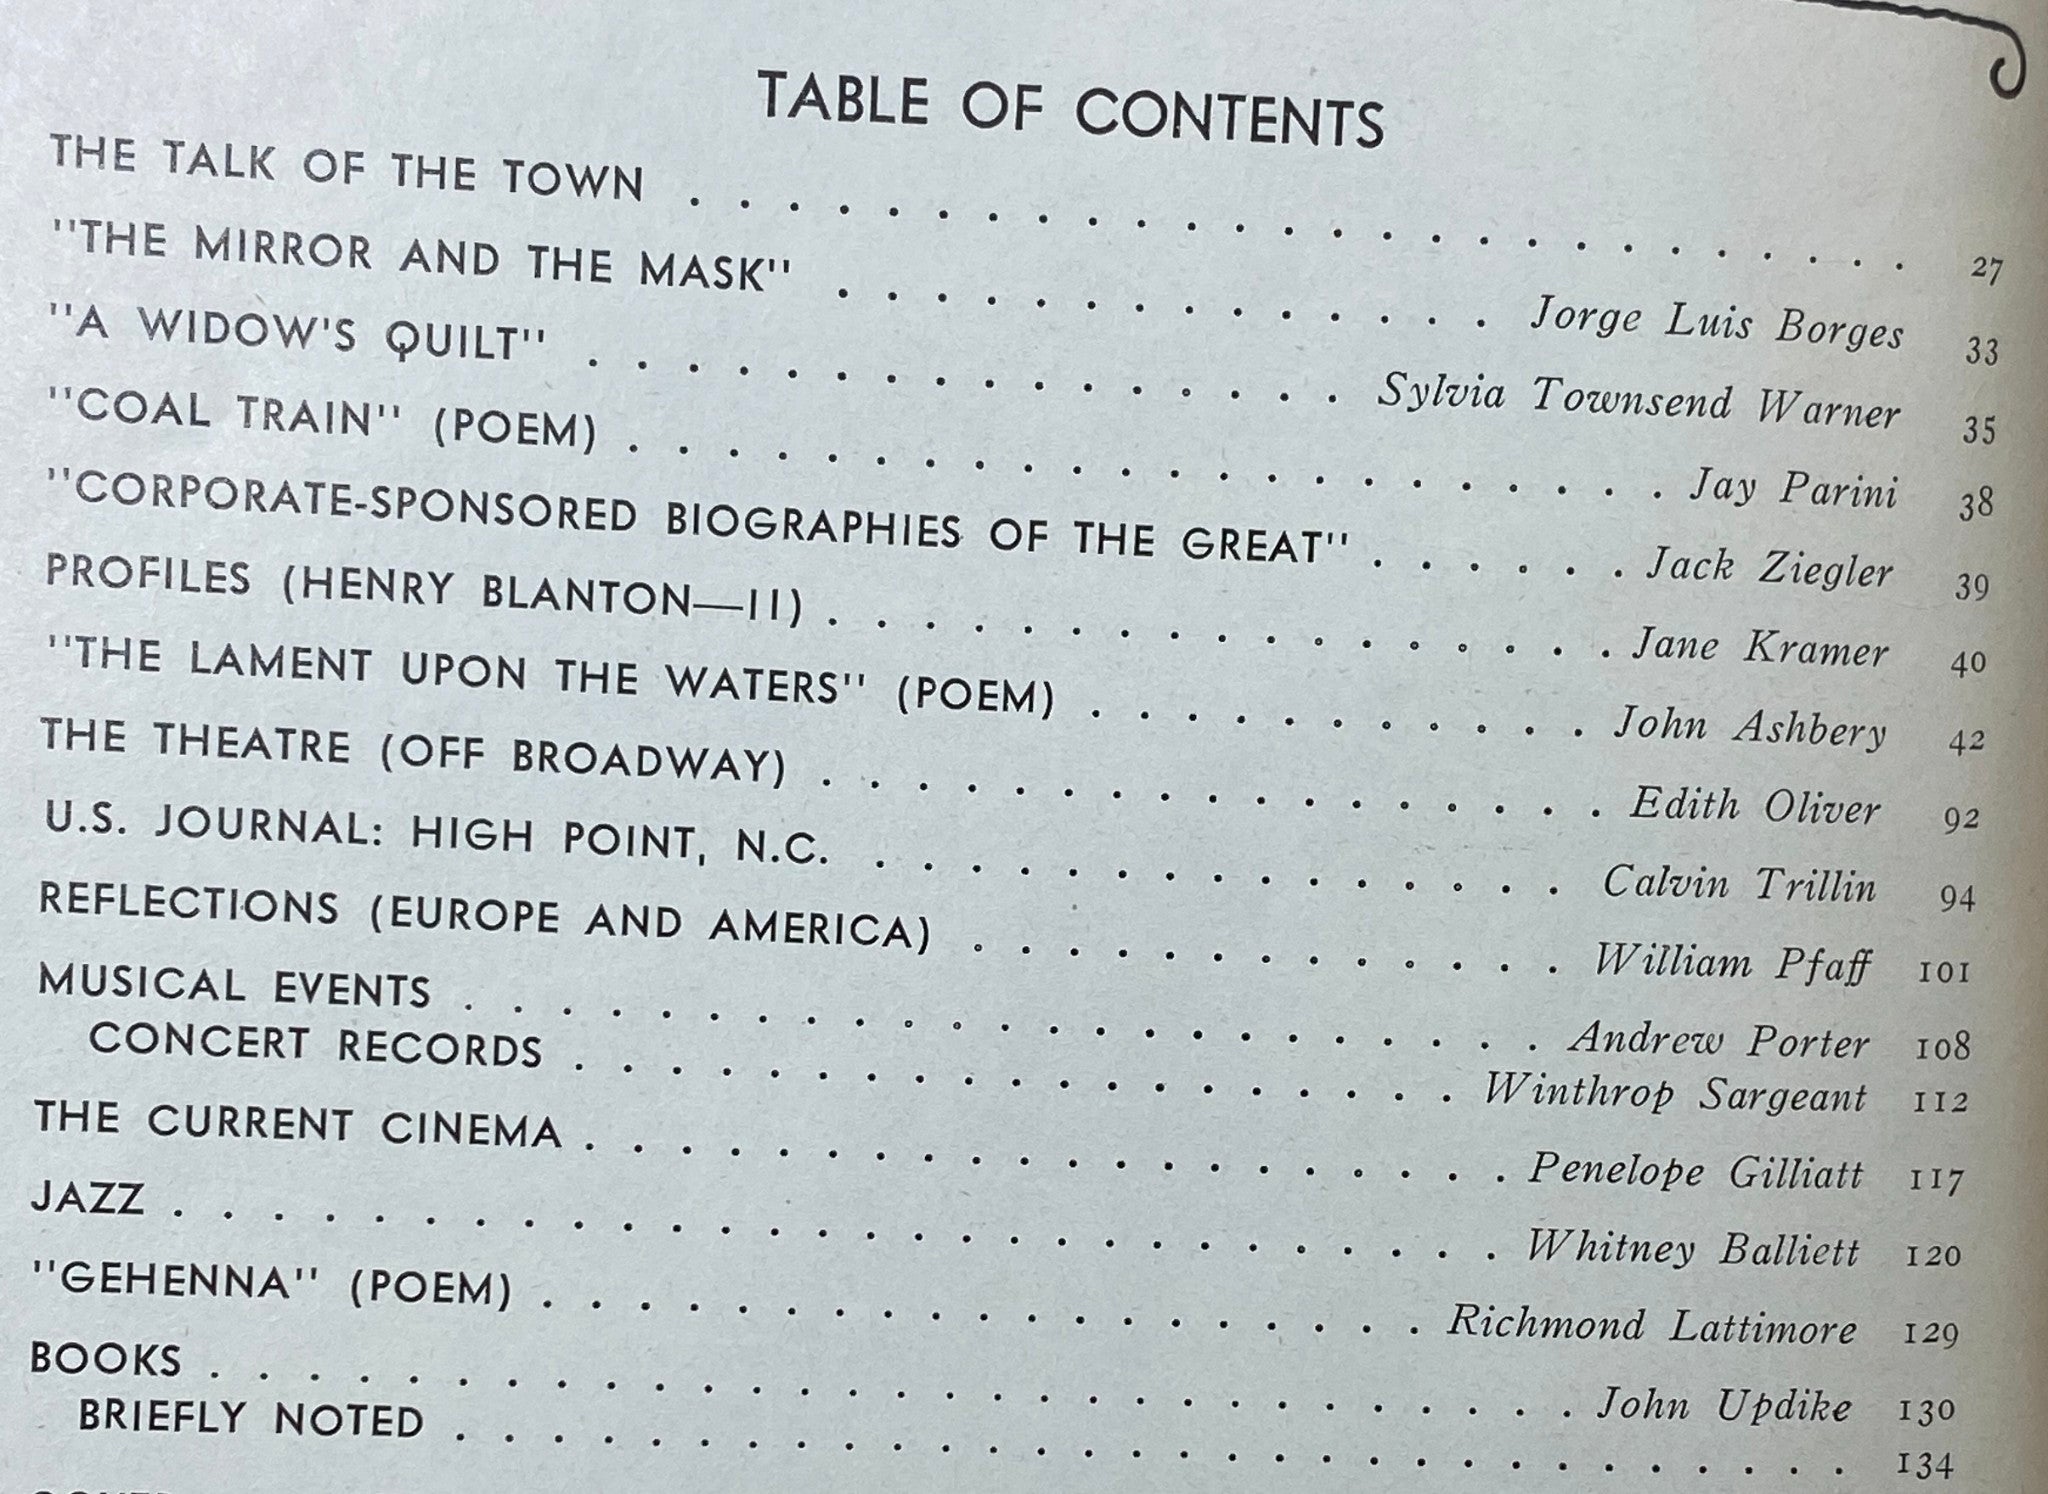 TABLE OF CONTENTS
THE TALK OF THE TOWN . . . . . . . . . . . . . . . . . . . . . . . . . 27
"THE MIRROR AND THE MASK" . . . . . . . . . . . . . . Jorge Luis Borges 33
"A WIDOW'S QUILT" . . . . . . . . . . . . . . . . Sylvia Townsend Warner 35
"COAL TRAIN" (POEM) . . . . . . . . . . . . . . . . . . . . . . Jay Parini 38
"CORPORATE-SPONSORED BIOGRAPHIES OF THE GREAT" . . . . . . Jack Ziegler 39
PROFILES (HENRY BLANTON—II) . . . . . . . . . . . . . . . . . Jane Kramer 40
"THE LAMENT UPON THE WATERS" (POEM) . . . . . . . . . . . John Ashbery 42
THE THEATRE (OFF BROADWAY) . . . . . . . . . . . . . . . . . Edith Oliver 92
U.S. JOURNAL: HIGH POINT, N.C. . . . . . . . . . . . . . . . Calvin Trillin 94
REFLECTIONS (EUROPE AND AMERICA) . . . . . . . . . . . . . William Pfaff 101
MUSICAL EVENTS . . . . . . . . . . . . . . . . . . . . . . . Andrew Porter 108
CONCERT RECORDS . . . . . . . . . . . . . . . . . . . Winthrop Sargeant 112
THE CURRENT CINEMA . . . . . . . . . . . . . . . . . . . . Penelope Gilliatt 117
JAZZ . . . . . . . . . . . . . . . . . . . . . . . . . . . . Whitney Balliett 120
"GEHENNA" (POEM) . . . . . . . . . . . . . . . . . . . Richmond Lattimore 129
BOOKS . . . . . . . . . . . . . . . . . . . . . . . . . . . . John Updike 130
BRIEFLY NOTED . . . . . . . . . . . . . . . . . . . . . . . . . . . . . 134